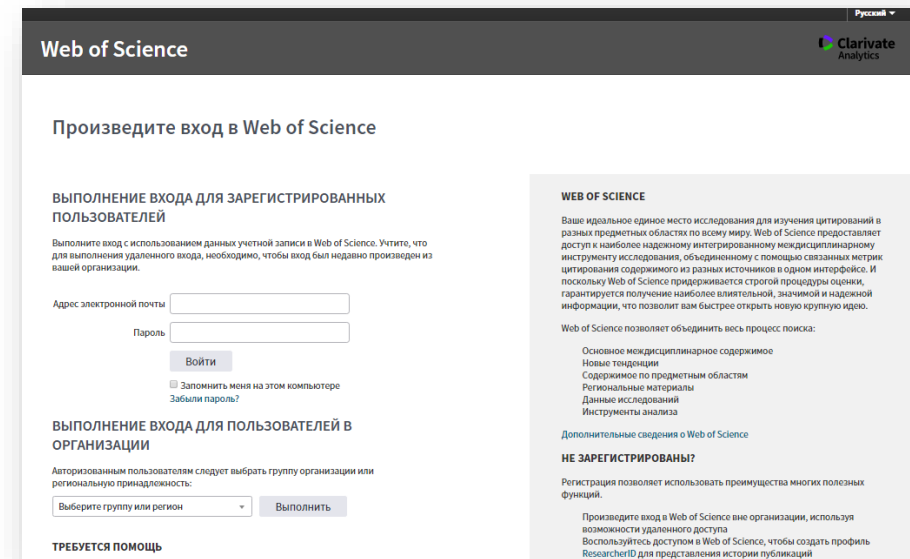 Русский
Web of Science
Clarivate
Analytics
Произведите вход в Web of Science
ВЫПОЛНЕНИЕ ВХОДА ДЛЯ ЗАРЕГИСТРИРОВАННЫХ
ПОЛЬЗОВАТЕЛЕЙ
Выполните вход с использованием данных учетной записи в Web of Science. Учтите, что
для выполнения удаленного входа, необходимо, чтобы вход был недавно произведен из
вашей организации.
Адрес электронной почты
Пароль
Войти
Запомнить меня на этом компьютере
Забыли пароль?
ВЫПОЛНЕНИЕ ВХОДА ДЛЯ ПОЛЬЗОВАТЕЛЕЙ В
ОРГАНИЗАЦИИ
Авторизованным пользователям следует выбрать группу организации или
региональную принадлежность:
Выберите группу или регион
Выполнить
ТРЕБУЕТСЯ ПОМОЩЬ
WEB OF SCIENCE
Ваше идеальное единое место исследования для изучения цитирований в
разных предметных областях по всему миру. Web of Science предоставляет
доступ к наиболее надежному интегрированному междисциплинарному
инструменту исследования, объединенному с помощью связанных метрик
цитирования содержимого из разных источников в одном интерфейсе. И
поскольку Web of Science придерживается строгой процедуры оценки,
гарантируется получение наиболее влиятельной, значимой и надежной
информации, что позволит вам быстрее открыть новую крупную идею.
Web of Science позволяет объединить весь процесс поиска:
Основное междисциплинарное содержимое
Новые тенденции
Содержимое по предметным областям
Региональные материалы
Данные исследований
Инструменты анализа
Дополнительные сведения о Web of Science
НЕ ЗАРЕГИСТРИРОВАНЫ?
Регистрация позволяет использовать преимущества многих полезных
функций.
Произведите вход в Web of Science вне организации, используя
возможности удаленного доступа
Воспользуйтесь доступом в Web of Science, чтобы создать профиль
ResearcherID для представления истории публикаций